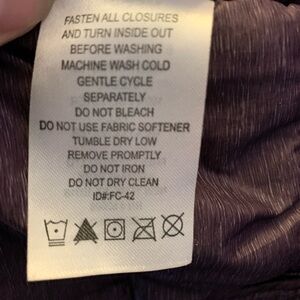 FASTEN ALL CLOSURES
AND TURN INSIDE OUT
BEFORE WASHING
MACHINE WASH COLD
GENTLE CYCLE
SEPARATELY
DO NOT BLEACH
DO NOT USE FABRIC SOFTENER
TUMBLE DRY LOW
REMOVE PROMPTLY
DO NOT IRON
DO NOT DRY CLEAN
ID#:FC-42